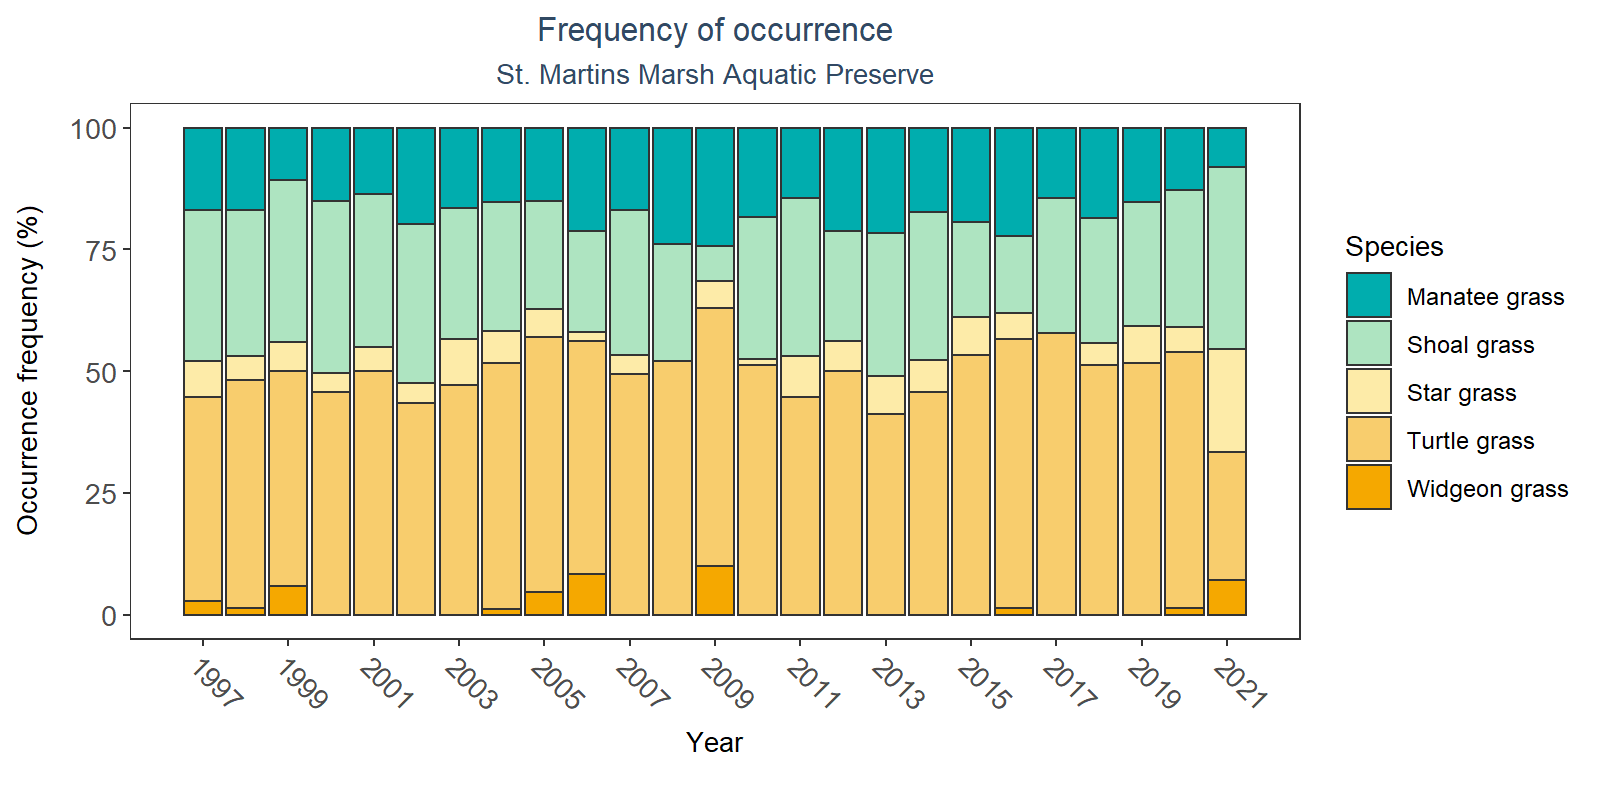 Frequency of occurrence
St. Martins Marsh Aquatic Preserve
Occurrence frequency (%)
100
75
50
25
0
1997
1999
2001
2003
2005
2007
2009
2011
2013
2015
2017
2019
2021
Year
Species
Manatee grass
Shoal grass
Star grass
Turtle grass
Widgeon grass